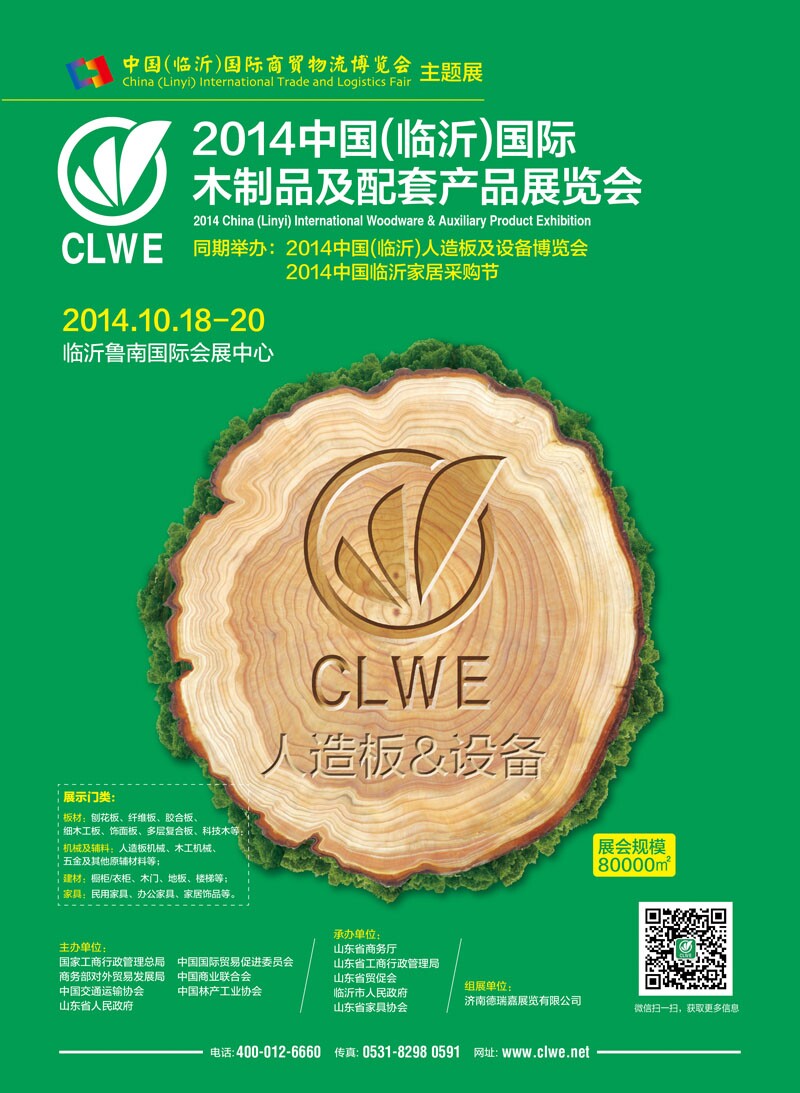 中国(临沂)国际商贸物流博览会 主题展
China (Linyi) International Trade and Logistics Fair
CLWE
2014中国(临沂)国际
木制品及配套产品展览会
2014 China (Linyi) International Woodware & Auxiliary Product Exhibition
同期举办：2014中国(临沂)人造板及设备博览会
2014中国临沂家居采购节
2014.10.18-20
临沂鲁南国际会展中心
CLWE
人造板&设备
展示门类：
板材：刨花板、纤维板、胶合板、
细木工板、饰面板、多层复合板、科技木等；
机械及辅料：人造板机械、木工机械、
五金及其他原辅材料等；
建材：橱柜/衣柜、木门、地板、楼梯等；
家具：民用家具、办公家具、家居饰品等。
展会规模
80000㎡
主办单位：
国家工商行政管理总局 中国国际贸易促进委员会
商务部对外贸易发展局 中国商业联合会
中国交通运输协会 中国林产工业协会
山东省人民政府
承办单位：
山东省商务厅
山东省工商行政管理局
山东省贸促会
临沂市人民政府
山东省家具协会
组展单位：
济南德瑞嘉展览有限公司
CLWE
微信扫一扫，获取更多信息
电话：400-012-6660 传真：0531-8298 0591 网址：www.clwe.net